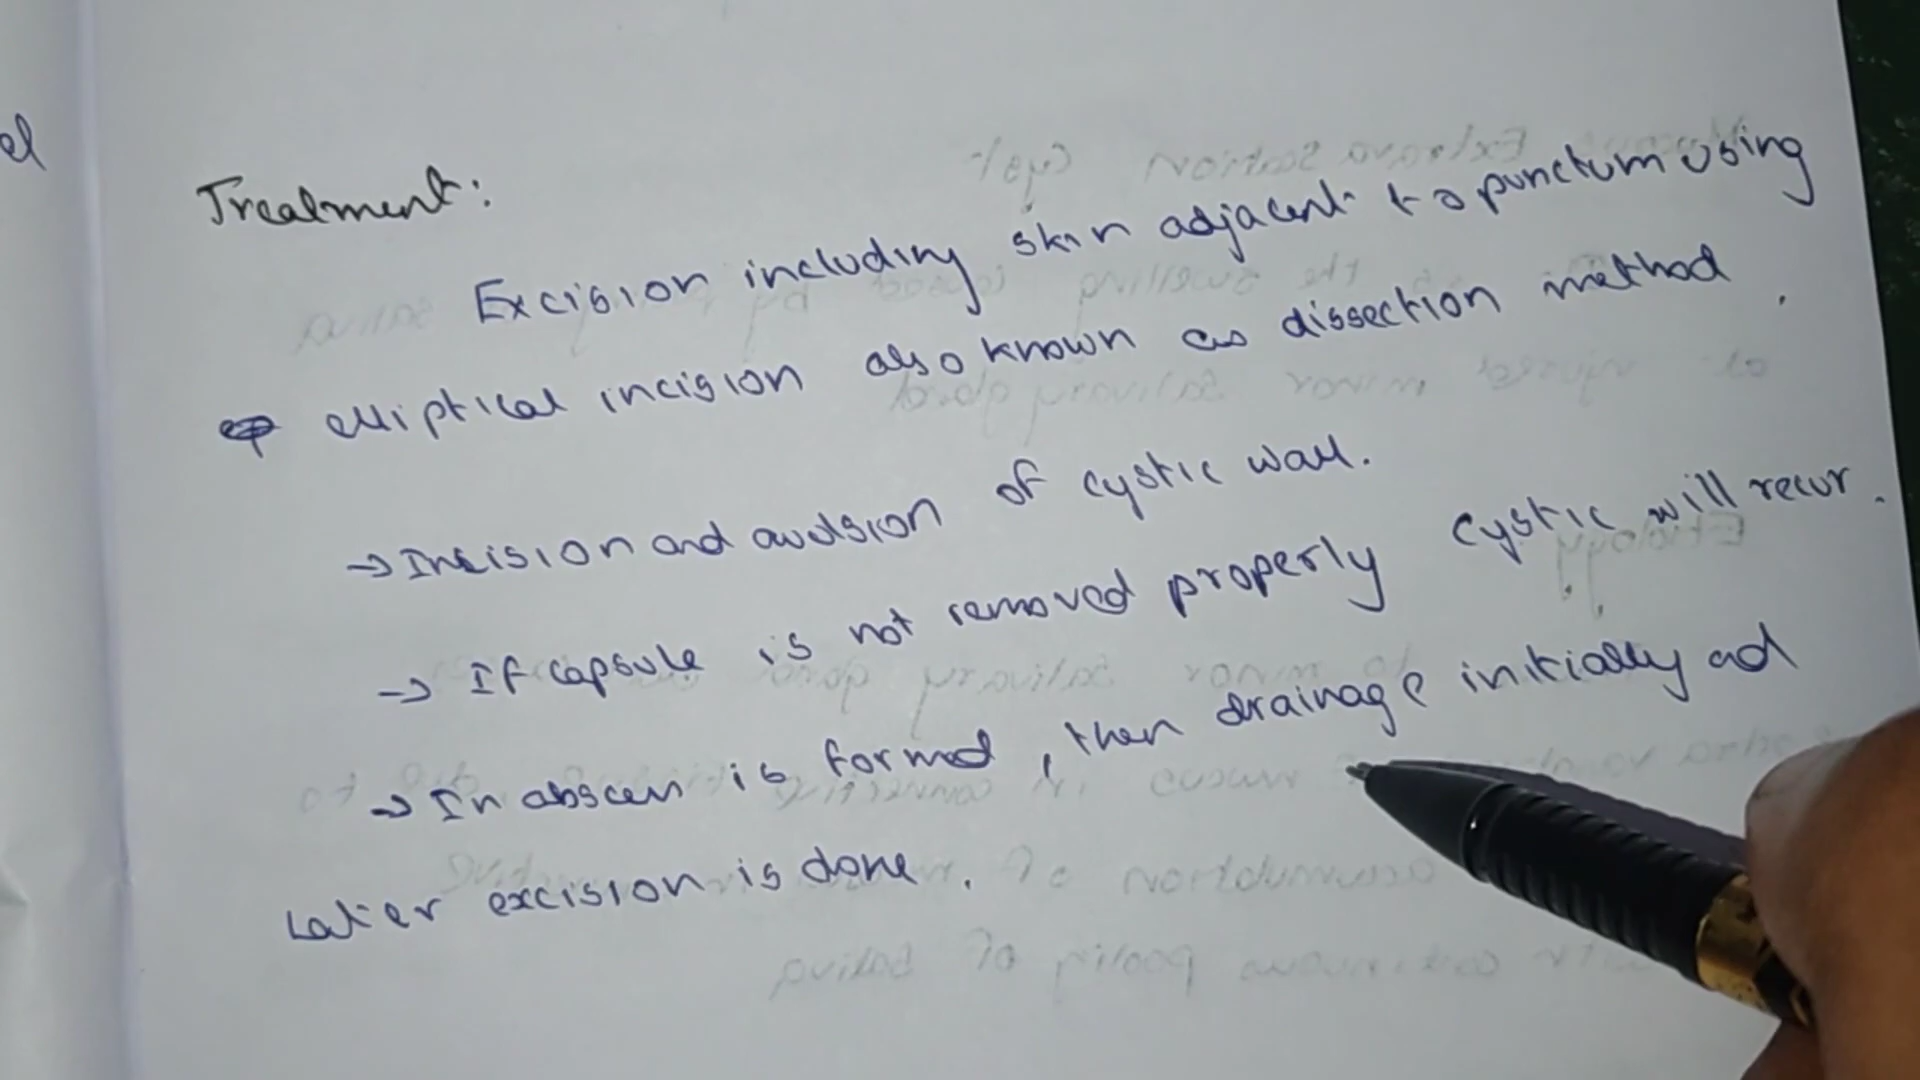 el
Treatment:
Excision including skin adjacent to punctum using
elliptical incision also known as dissection method.
→ Incision and avulsion of cystic wall.
→ If capsule is not removed properly cystic will recur.
→ In abscess is formed, then drainage initially ad
Later excision is done.